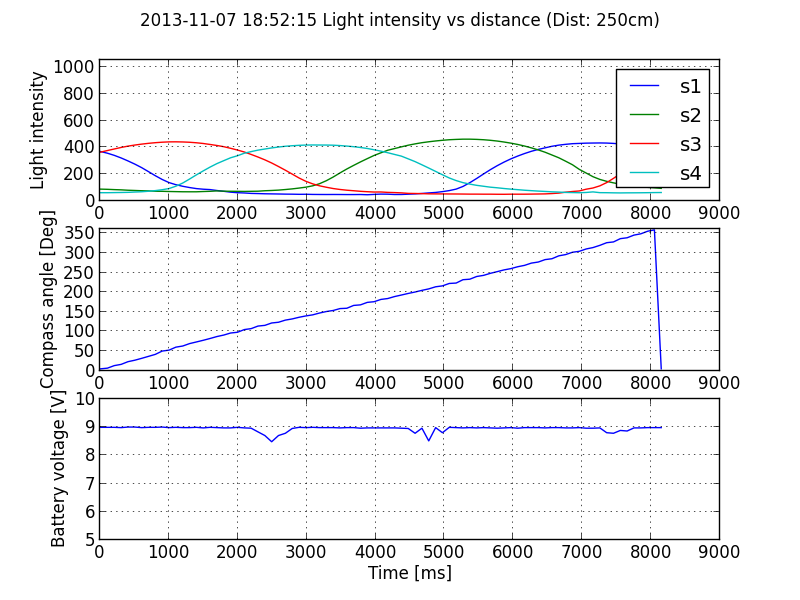 2013-11-07 18:52:15 Light intensity vs distance (Dist: 250cm)
Light intensity
1000
800
600
400
200
0
s1
s2
s3
s4
0 1000 2000 3000 4000 5000 6000 7000 8000 9000
Compass angle [Deg]
350
300
250
200
150
100
50
0
0 1000 2000 3000 4000 5000 6000 7000 8000 9000
Battery voltage [V]
10
9
8
7
6
5
0 1000 2000 3000 4000 5000 6000 7000 8000 9000
Time [ms]